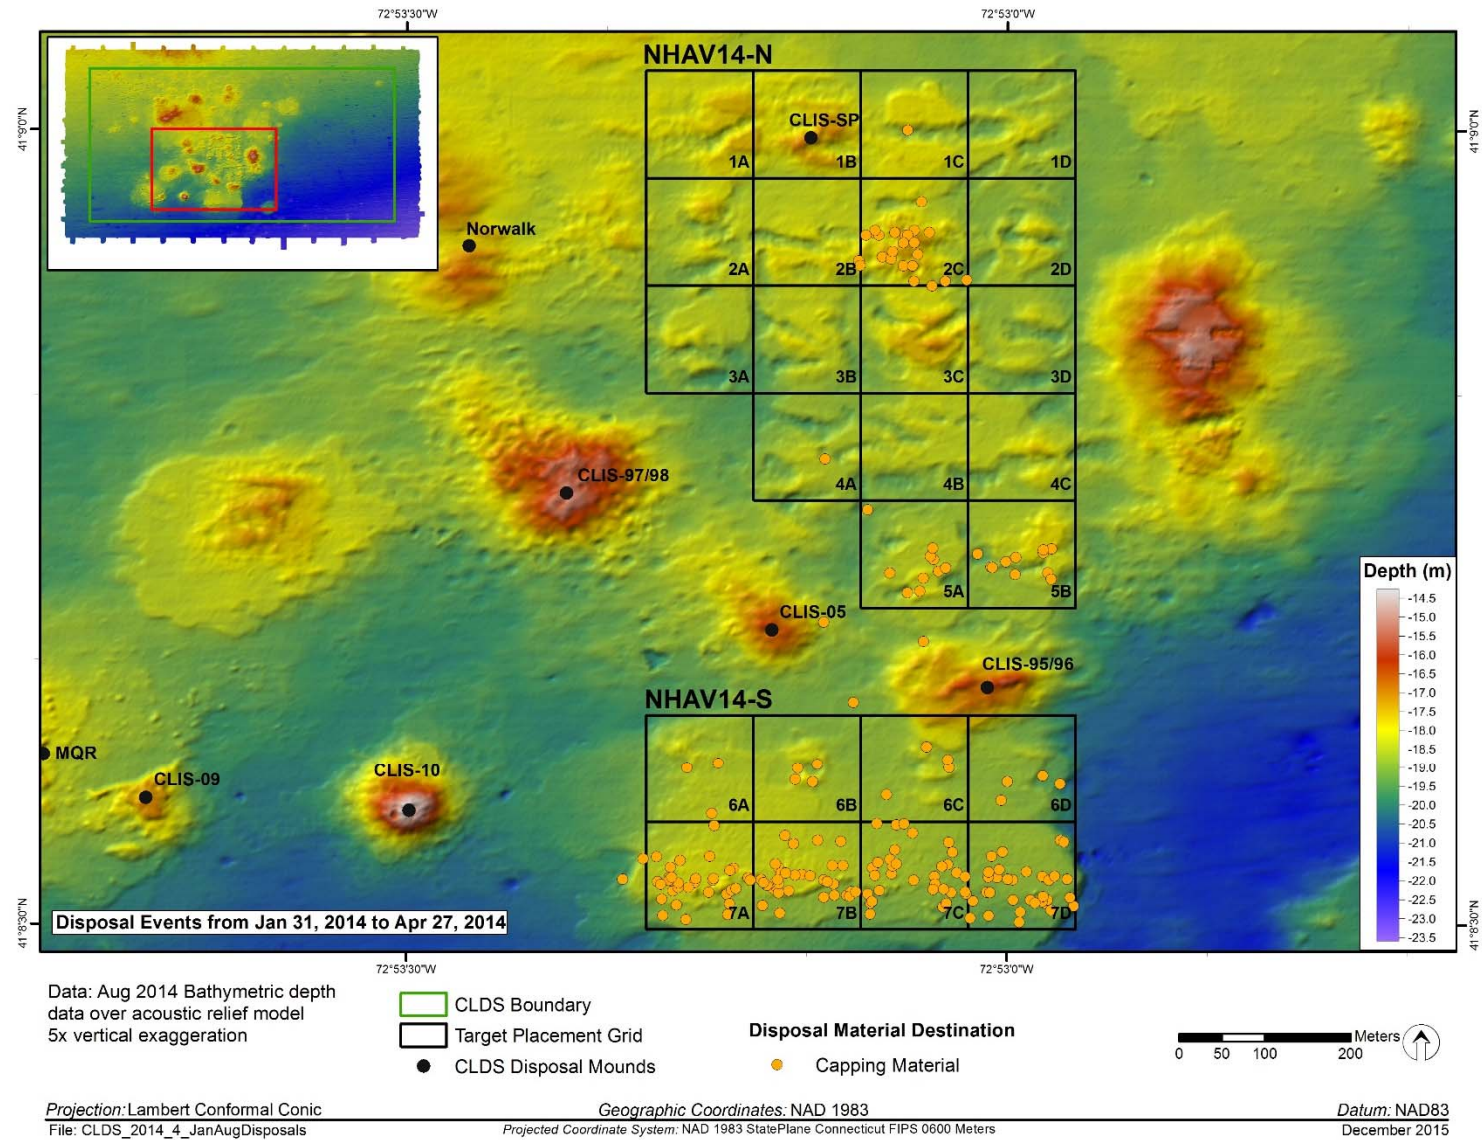 72°53'30"W
72°53'0"W
NHAV14-N
CLIS-SP
41°9'0"N
41°9'0"N
1A
1B
1C
1D
Norwalk
2A
2B
2C
2D
3A
3B
3C
3D
CLIS-97/98
4A
4B
4C
5A
5B
CLIS-05
CLIS-95/96
NHAV14-S
MQR
CLIS-09
CLIS-10
6A
6B
6C
6D
7A
7B
7C
7D
Depth (m)
-14.5
-15.0
-15.5
-16.0
-16.5
-17.0
-17.5
-18.0
-18.5
-19.0
-19.5
-20.0
-20.5
-21.0
-21.5
-22.0
-22.5
-23.0
-23.5
Disposal Events from Jan 31, 2014 to Apr 27, 2014
41°8'30"N
41°8'30"N
72°53'30"W
72°53'0"W
Data: Aug 2014 Bathymetric depth
data over acoustic relief model
5x vertical exaggeration
CLDS Boundary
Target Placement Grid
CLDS Disposal Mounds
Disposal Material Destination
Capping Material
Meters
0 50 100 200
Projection: Lambert Conformal Conic
Geographic Coordinates: NAD 1983
Datum: NAD83
File: CLDS_2014_4_JanAugDisposals
Projected Coordinate System: NAD 1983 StatePlane Connecticut FIPS 0600 Meters
December 2015